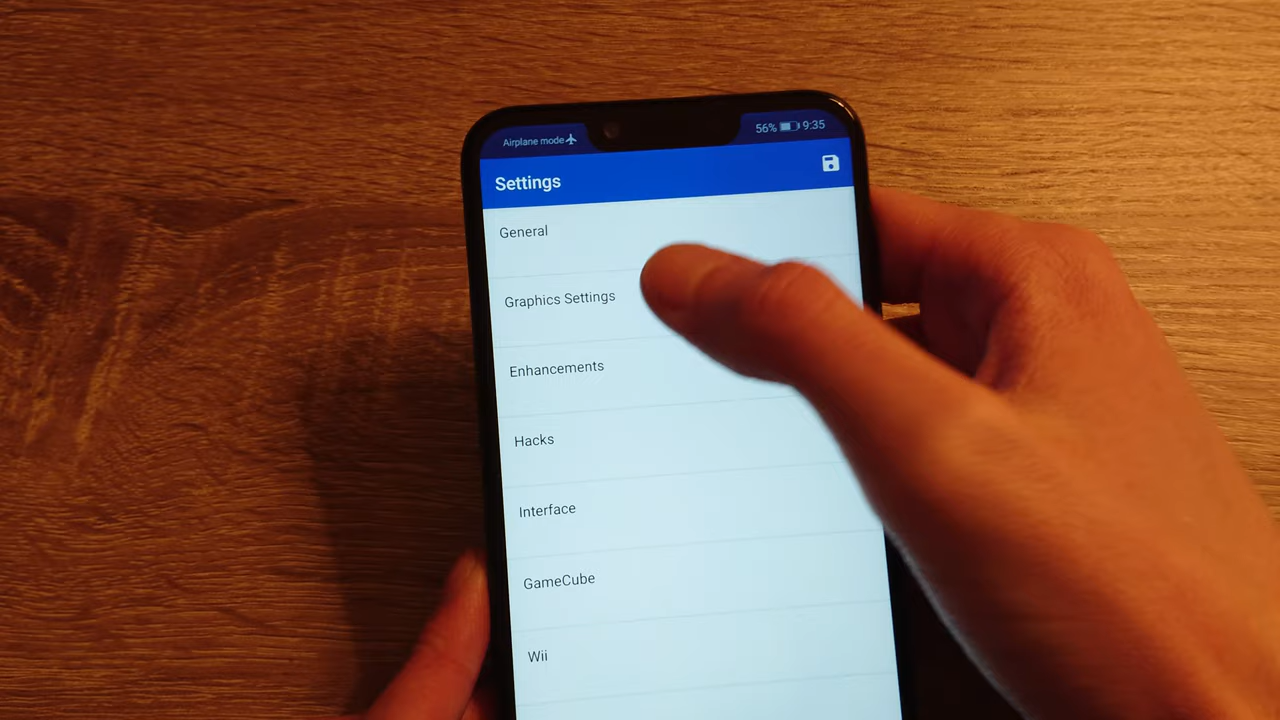 Airplane mode
56% 9:35
Settings
General
Graphics Settings
Enhancements
Hacks
Interface
GameCube
Wii